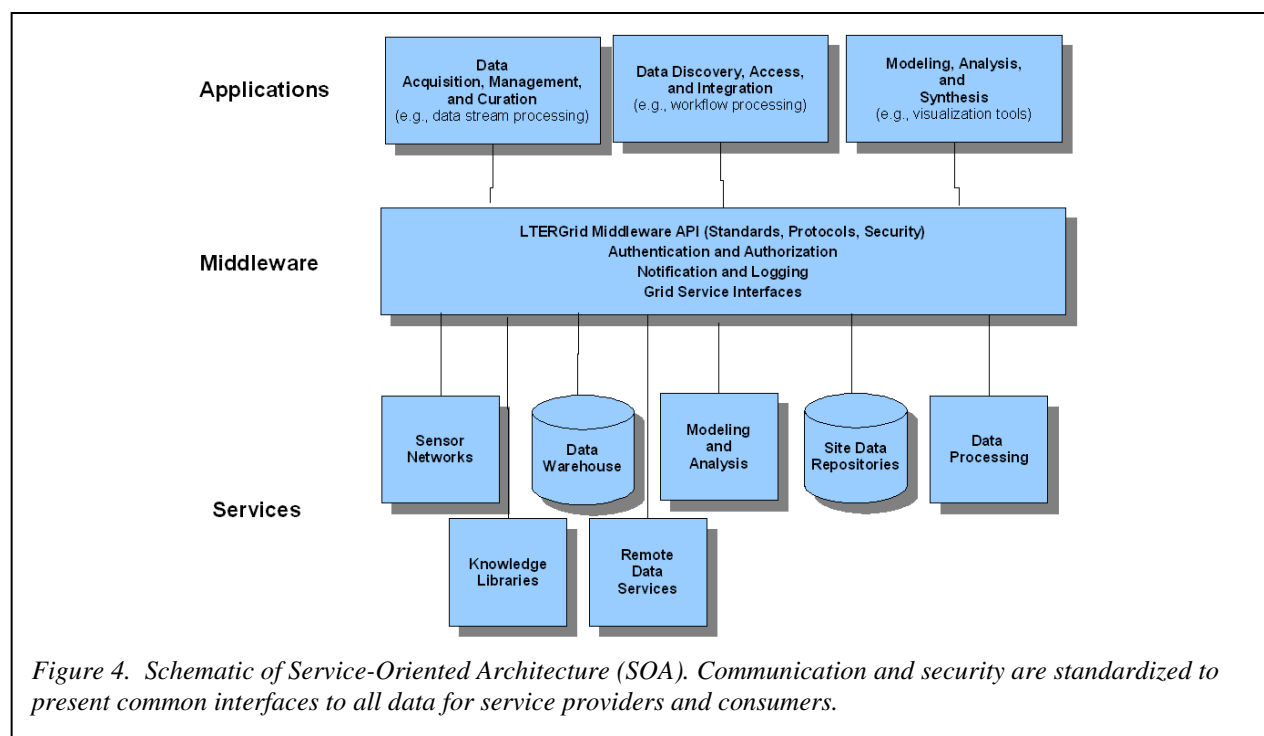 Applications
Data
Acquisition, Management,
and Curation
(e.g., data stream processing)
Data Discovery, Access,
and Integration
(e.g., workflow processing)
Modeling, Analysis,
and
Synthesis
(e.g., visualization tools)
Middleware
LTERGrid Middleware API (Standards, Protocols, Security)
Authentication and Authorization
Notification and Logging
Grid Service Interfaces
Services
Sensor
Networks
Data
Warehouse
Modeling
and
Analysis
Site Data
Repositories
Data
Processing
Knowledge
Libraries
Remote
Data
Services
Figure 4.  Schematic of Service-Oriented Architecture (SOA). Communication and security are standardized to
present common interfaces to all data for service providers and consumers.